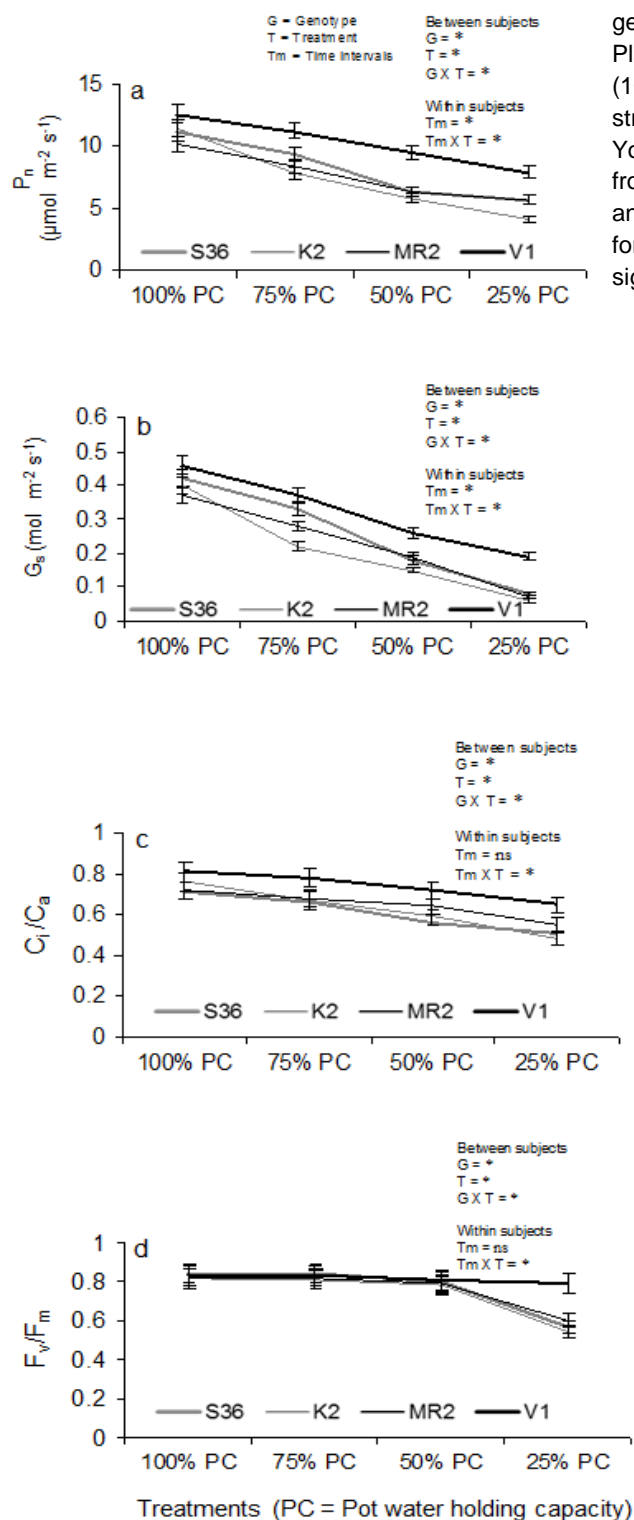 G = Genotype
T = Treatment
Tm = Time Intervals
Between subjects
G = *
T = *
G X T = *
Within subjects
Tm = *
Tm X T = *
15
a
10
5
0
Pn
(µmol m-2 s-1)
S36 K2 MR2 V1
100% PC 75% PC 50% PC 25% PC
Between subjects
G = *
T = *
G X T = *
Within subjects
Tm = *
Tm X T = *
0.6
b
0.5
0.4
0.3
0.2
0.1
0
Gs (mol m-2 s-1)
S36 K2 MR2 V1
100% PC 75% PC 50% PC 25% PC
Between subjects
G = *
T = *
G X T = *
Within subjects
Tm = ns
Tm X T = *
1
c
0.8
0.6
0.4
0.2
0
Ci/Ca
S36 K2 MR2 V1
100% PC 75% PC 50% PC 25% PC
Between subjects
G = *
T = *
G X T = *
Within subjects
Tm = ns
Tm X T = *
1
d
0.8
0.6
0.4
0.2
0
Fv/Fm
S36 K2 MR2 V1
100% PC 75% PC 50% PC 25% PC
Treatments (PC = Pot water holding capacity)